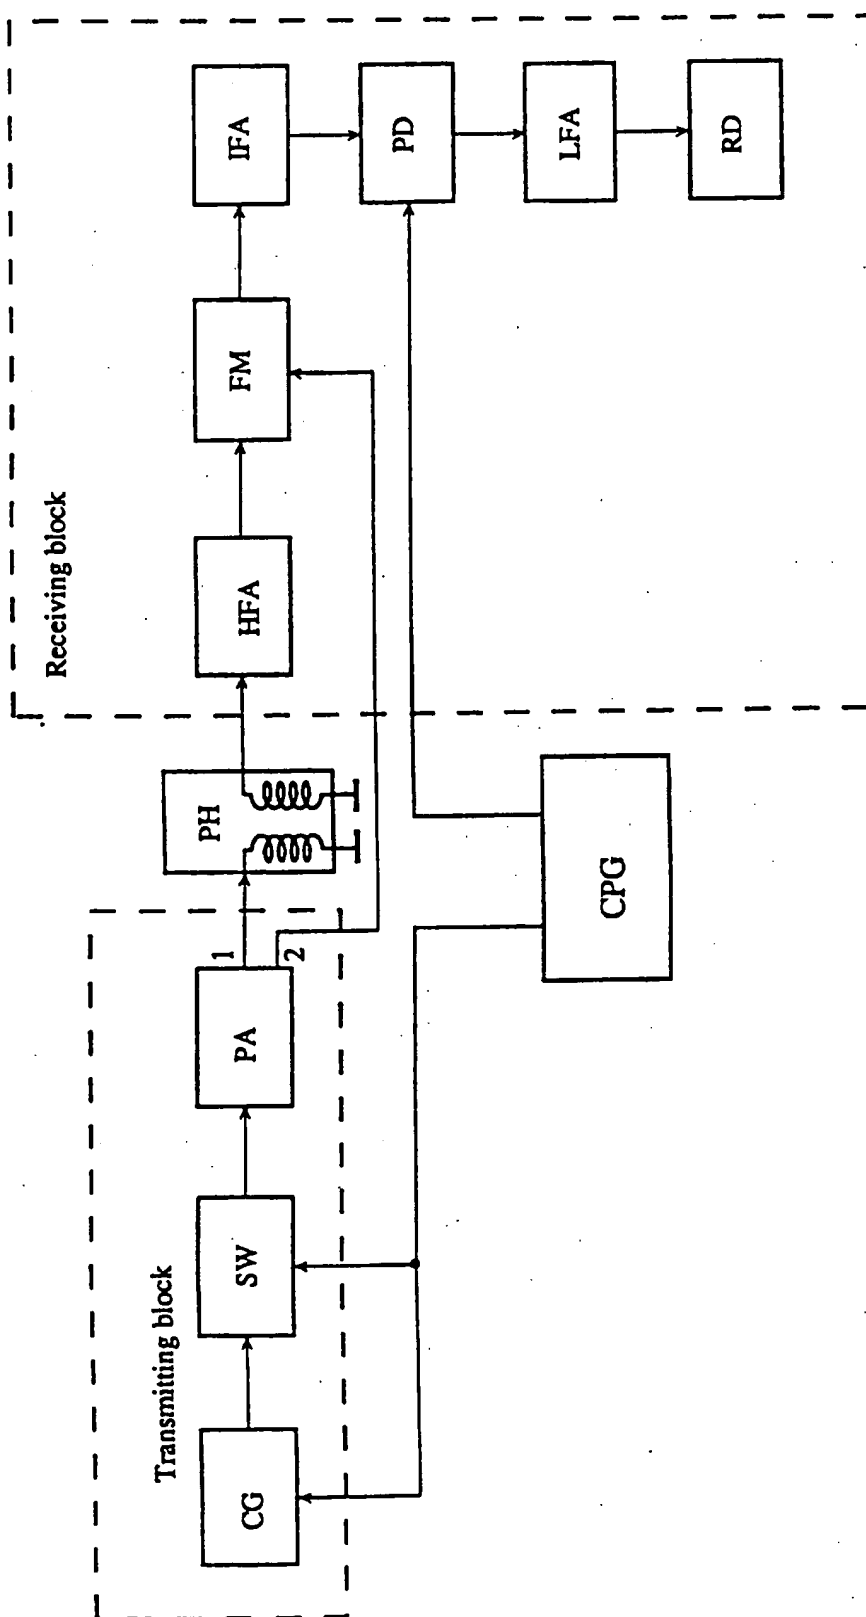 Transmitting block
Receiving block
CG
SW
PA
1
2
PH
HFA
FM
IFA
PD
LFA
RD
CPG